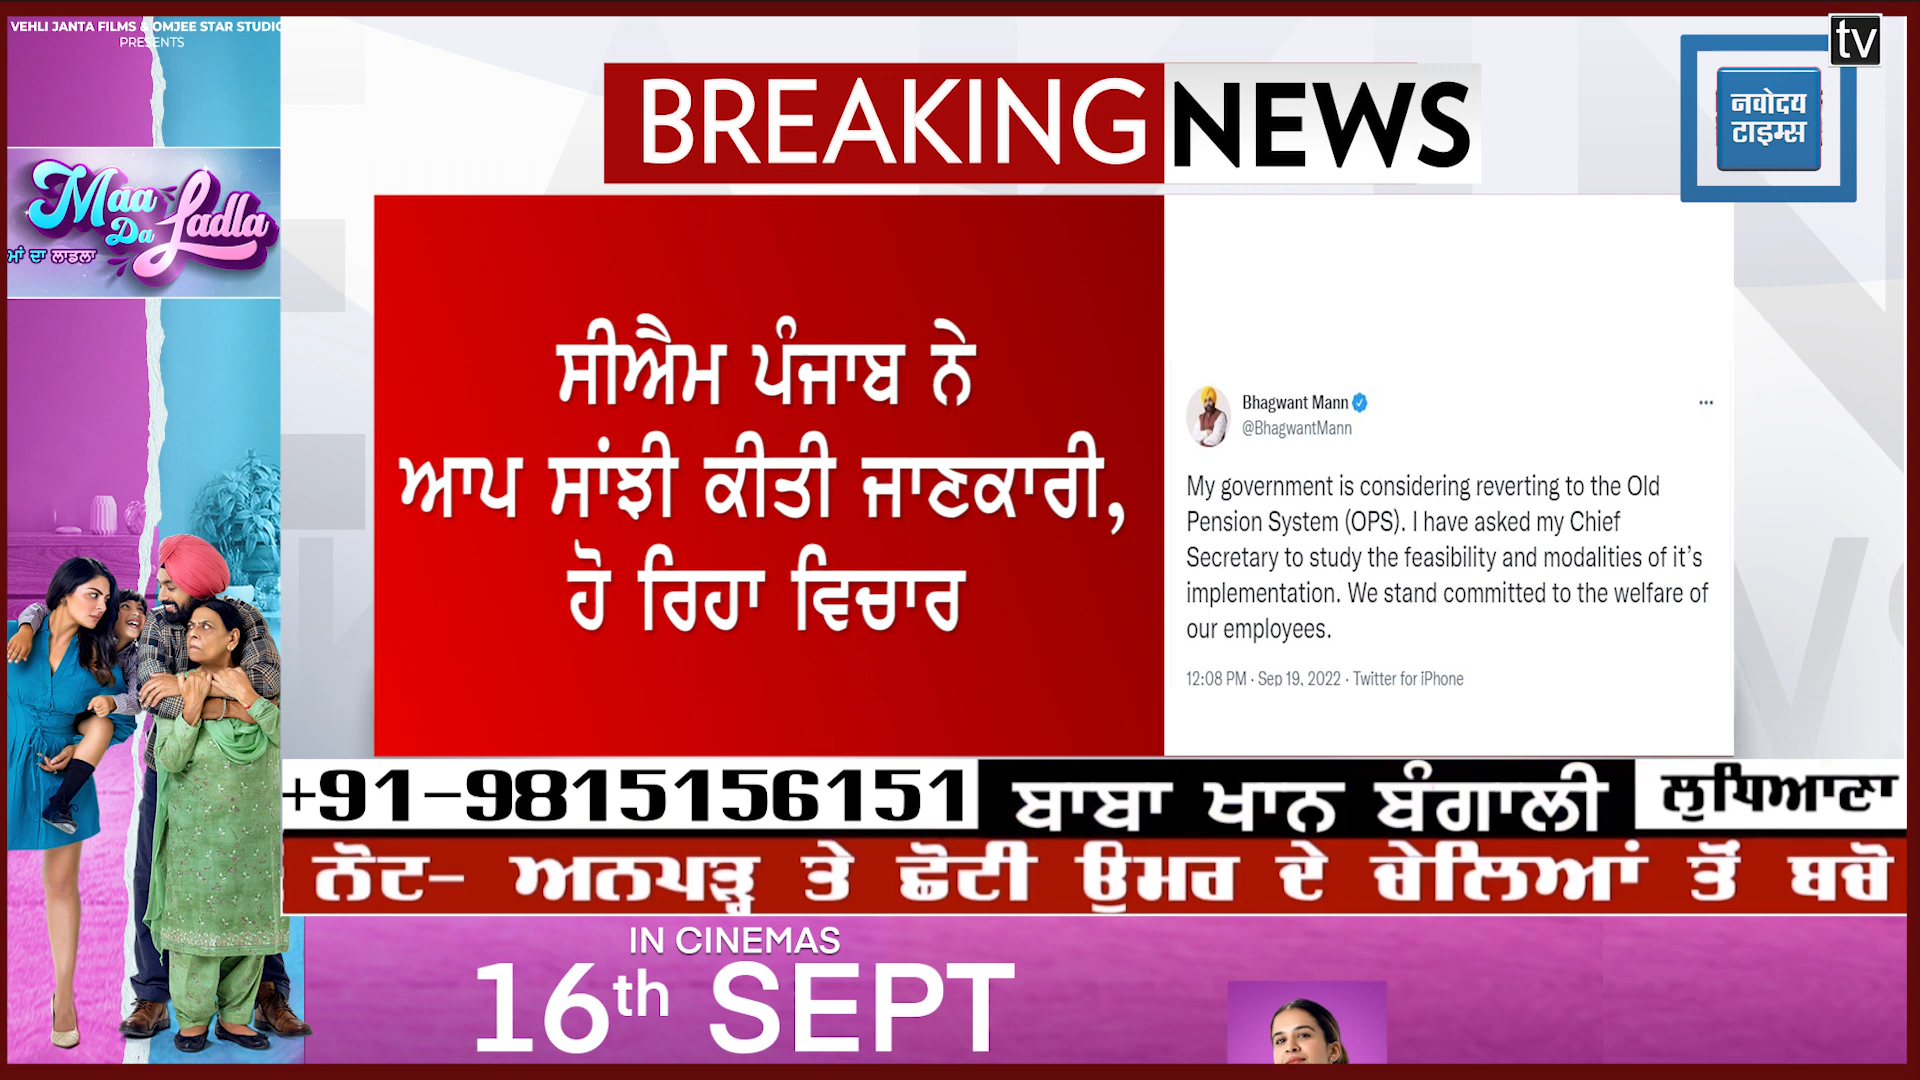 VEHLI JANTA FILMS & OMJEE STAR STUDIO
PRESENTS
Maa
Da
Ladla
ਮਾਂ ਦਾ ਲਾਡਲਾ
BREAKING NEWS
tv
नवोदय
टाइम्स
ਸੀਐਮ ਪੰਜਾਬ ਨੇ
ਆਪ ਸਾਂਝੀ ਕੀਤੀ ਜਾਣਕਾਰੀ,
ਹੋ ਰਿਹਾ ਵਿਚਾਰ
Bhagwant Mann
@BhagwantMann
My government is considering reverting to the Old
Pension System (OPS). I have asked my Chief
Secretary to study the feasibility and modalities of it's
implementation. We stand committed to the welfare of
our employees.
12:08 PM · Sep 19, 2022 · Twitter for iPhone
+91-9815156151 ਬਾਬਾ ਖਾਨ ਬੰਗਾਲੀ ਲੁਧਿਆਣਾ
ਨੋਟ- ਅਨਪੜ੍ਹ ਤੇ ਛੋਟੀ ਉਮਰ ਦੇ ਚੇਲਿਆਂ ਤੋਂ ਬਚੋ
IN CINEMAS
16th SEPT